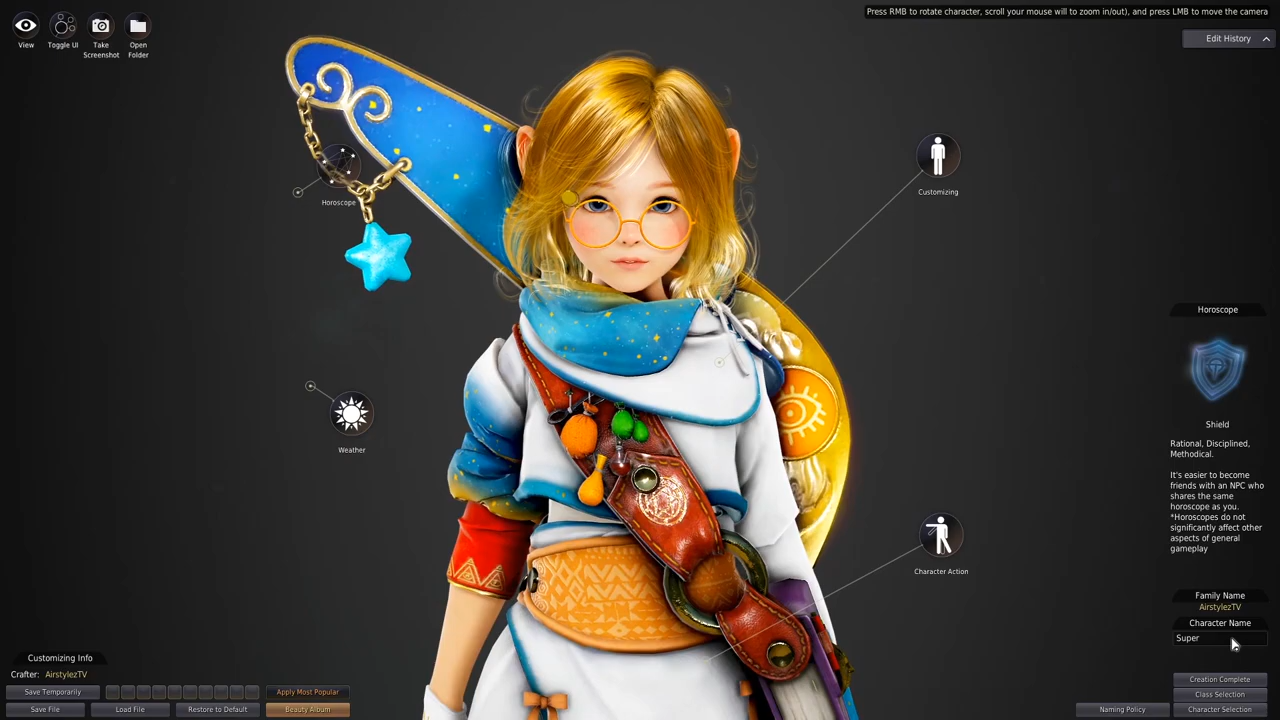 Press RMB to rotate character, scroll your mouse will to zoom in/out), and press LMB to move the camera
View
Toggle UI
Take
Screenshot
Open
Folder
Edit History
Horoscope
Customizing
Weather
Character Action
Horoscope
Shield
Rational, Disciplined,
Methodical.
It's easier to become
friends with an NPC who
shares the same
horoscope as you.
*Horoscopes do not
significantly affect other
aspects of general
gameplay
Family Name
AirstylezTV
Character Name
Super
Customizing Info
Crafter: AirstylezTV
Save Temporarily
Apply Most Popular
Save File
Load File
Restore to Default
Beauty Album
Creation Complete
Class Selection
Naming Policy
Character Selection